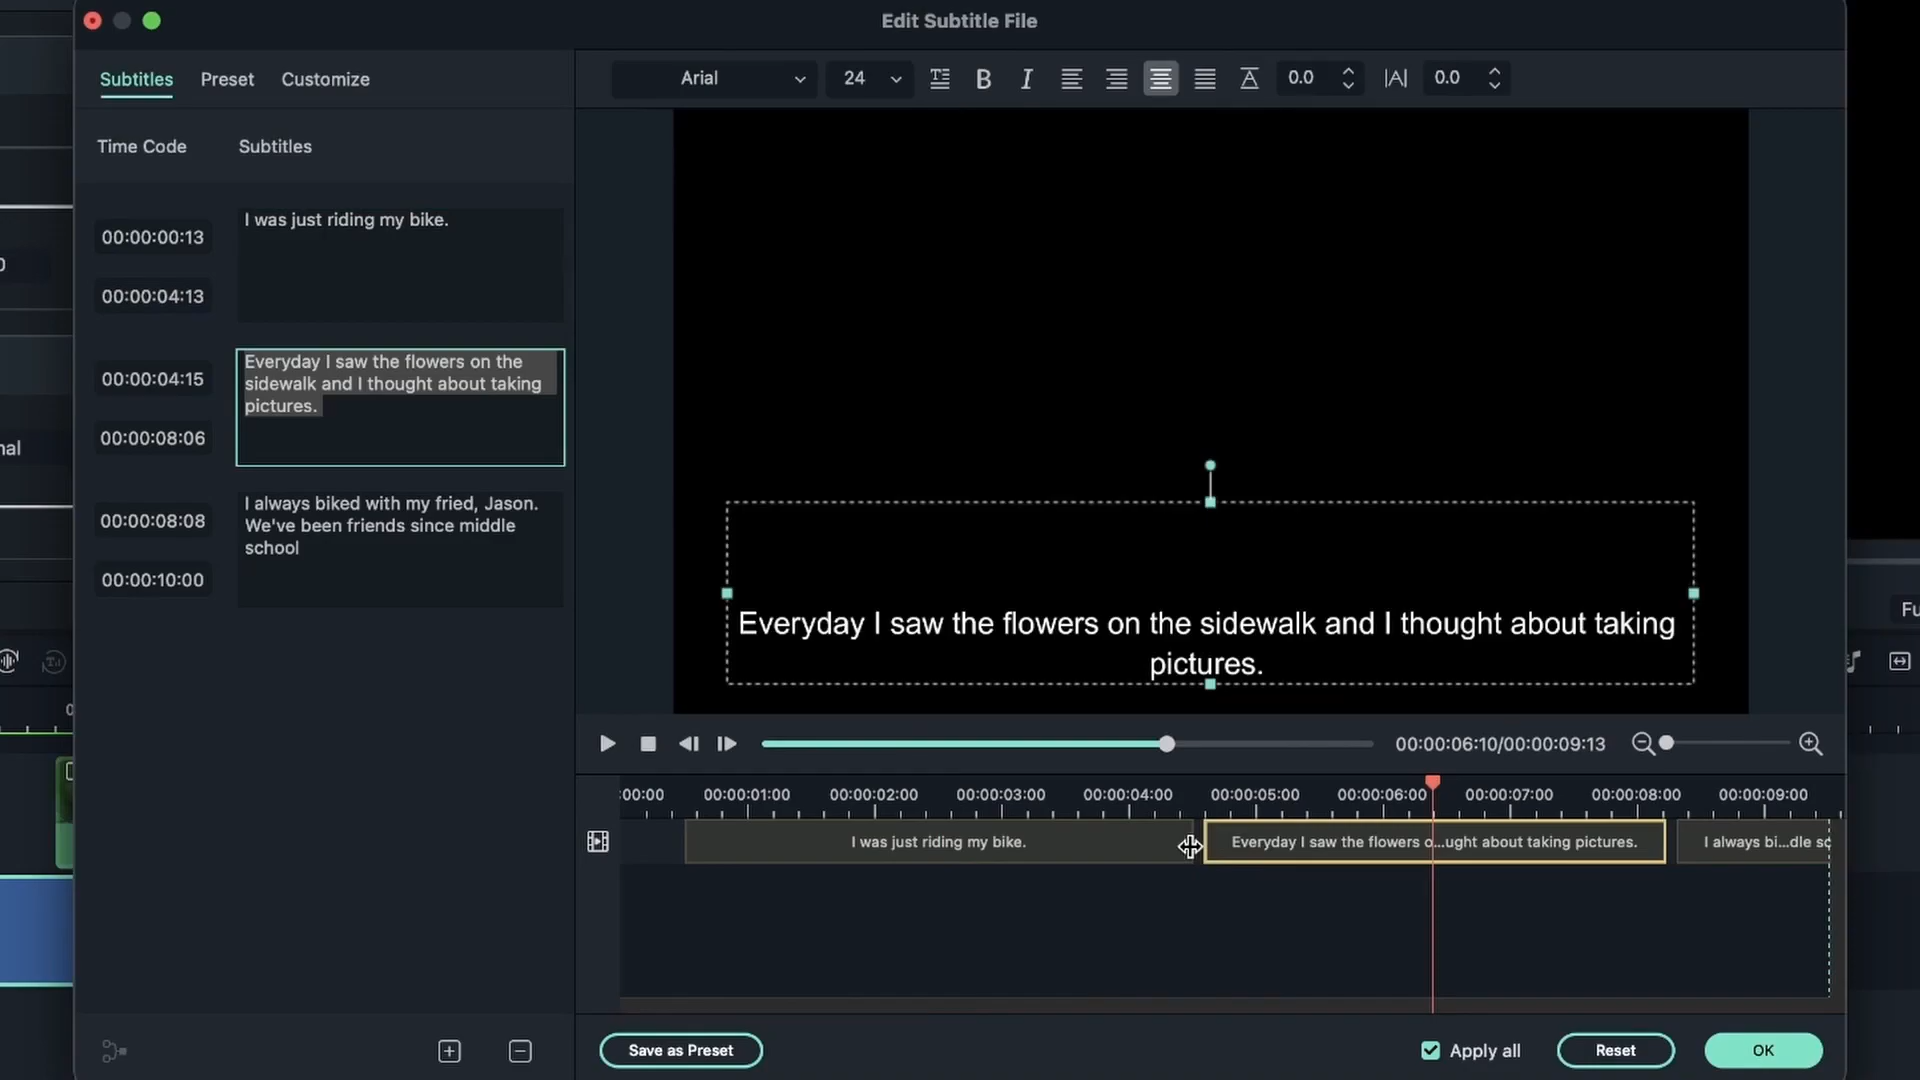 Edit Subtitle File
Subtitles Preset Customize
Arial 24 B I 0.0 |A| 0.0
Time Code Subtitles
00:00:00:13
00:00:04:13
I was just riding my bike.
00:00:04:15
00:00:08:06
Everyday I saw the flowers on the
sidewalk and I thought about taking
pictures.
00:00:08:08
00:00:10:00
I always biked with my fried, Jason.
We've been friends since middle
school
Everyday I saw the flowers on the sidewalk and I thought about taking
pictures.
00:00:06:10/00:00:09:13
:00:00 00:00:01:00 00:00:02:00 00:00:03:00 00:00:04:00 00:00:05:00 00:00:06:00 00:00:07:00 00:00:08:00 00:00:09:00
I was just riding my bike.
Everyday I saw the flowers o...ught about taking pictures.
I always bi...dle sc
Save as Preset
Apply all
Reset
OK
0
nal
0
Fu